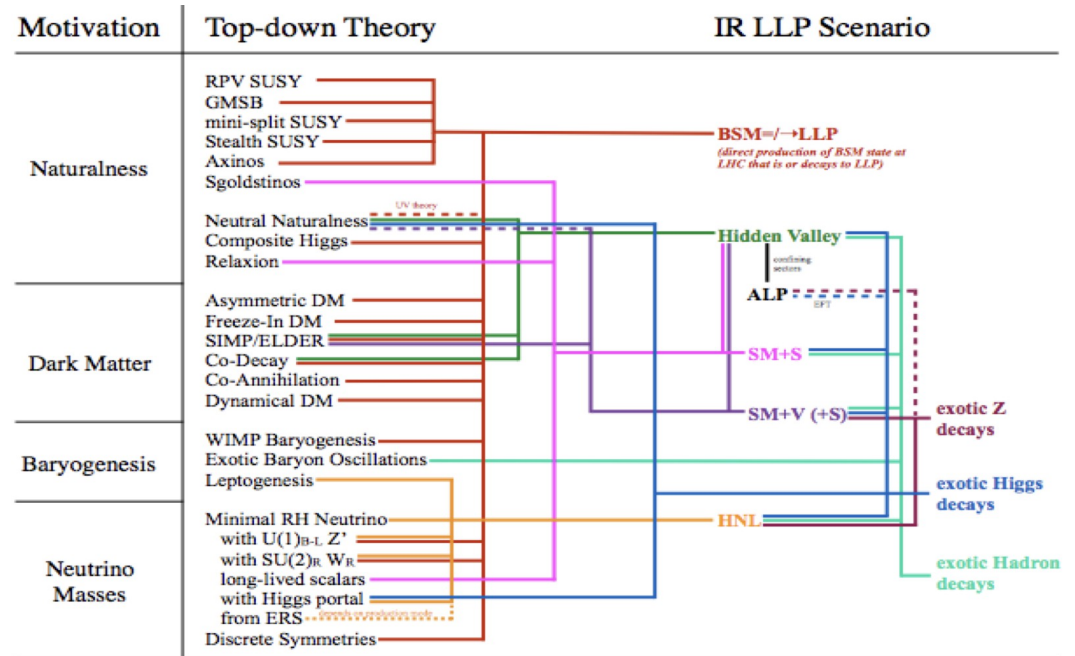 Motivation
Top-down Theory
IR LLP Scenario
Naturalness
RPV SUSY
GMSB
mini-split SUSY
Stealth SUSY
Axinos
Sgoldstinos
Neutral Naturalness
UV theory
Composite Higgs
Relaxion
Dark Matter
Asymmetric DM
Freeze-In DM
SIMP/ELDER
Co-Decay
Co-Annihilation
Dynamical DM
Baryogenesis
WIMP Baryogenesis
Exotic Baryon Oscillations
Leptogenesis
Neutrino
Masses
Minimal RH Neutrino
with U(1)B-L Z'
with SU(2)R WR
long-lived scalars
with Higgs portal
from ERS
depends on production mode
Discrete Symmetries
BSM=/→LLP
(direct production of BSM state at
LHC that is or decays to LLP)
Hidden Valley
confining
sectors
ALP
EFT
SM+S
SM+V (+S)
HNL
exotic Z
decays
exotic Higgs
decays
exotic Hadron
decays